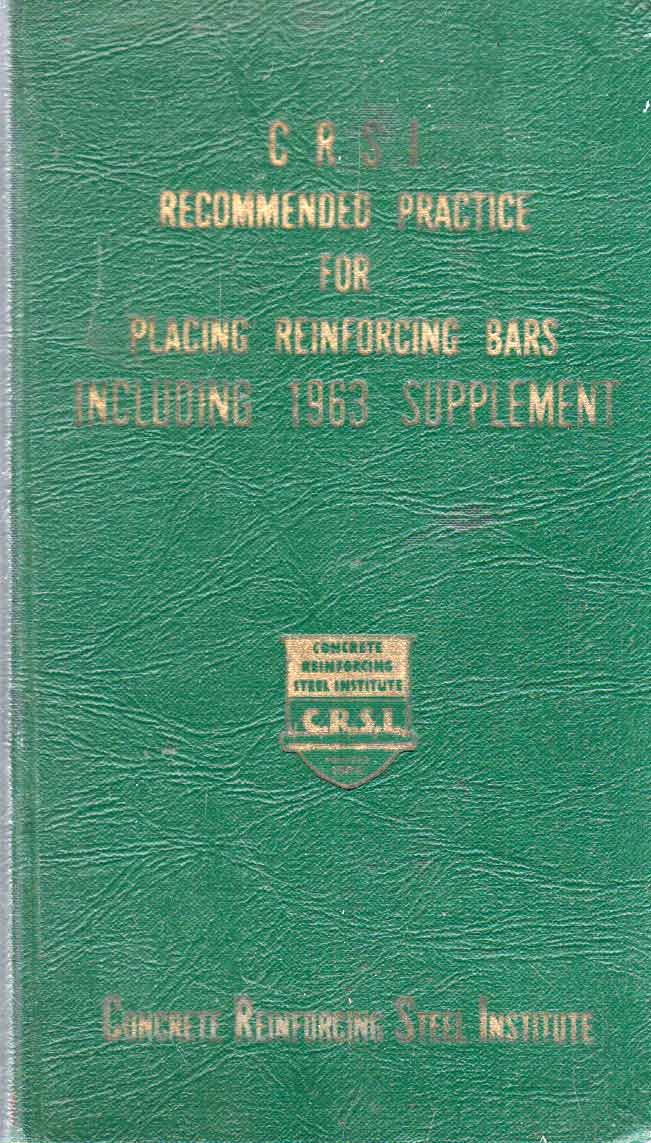 C R S I
RECOMMENDED PRACTICE
FOR
PLACING REINFORCING BARS
INCLUDING 1963 SUPPLEMENT
CONCRETE
REINFORCING
STEEL INSTITUTE
C.R.S.I.
CONCRETE REINFORCING STEEL INSTITUTE